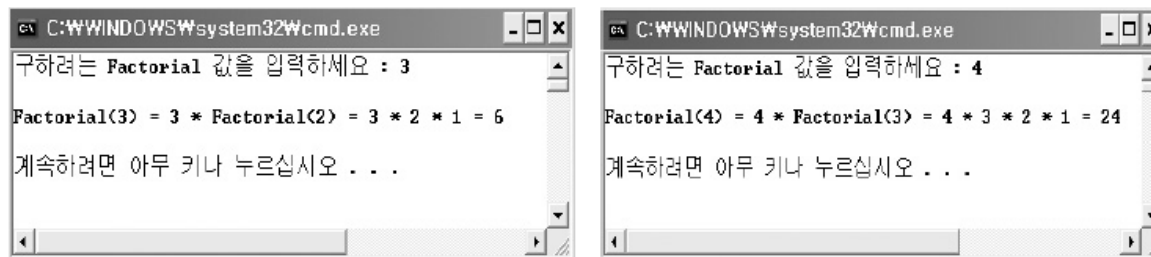 C:₩WINDOWS₩system32₩cmd.exe
구하려는 Factorial 값을 입력하세요 : 3
Factorial(3) = 3 * Factorial(2) = 3 * 2 * 1 = 6
계속하려면 아무 키나 누르십시오 . . .
C:₩WINDOWS₩system32₩cmd.exe
구하려는 Factorial 값을 입력하세요 : 4
Factorial(4) = 4 * Factorial(3) = 4 * 3 * 2 * 1 = 24
계속하려면 아무 키나 누르십시오 . . .